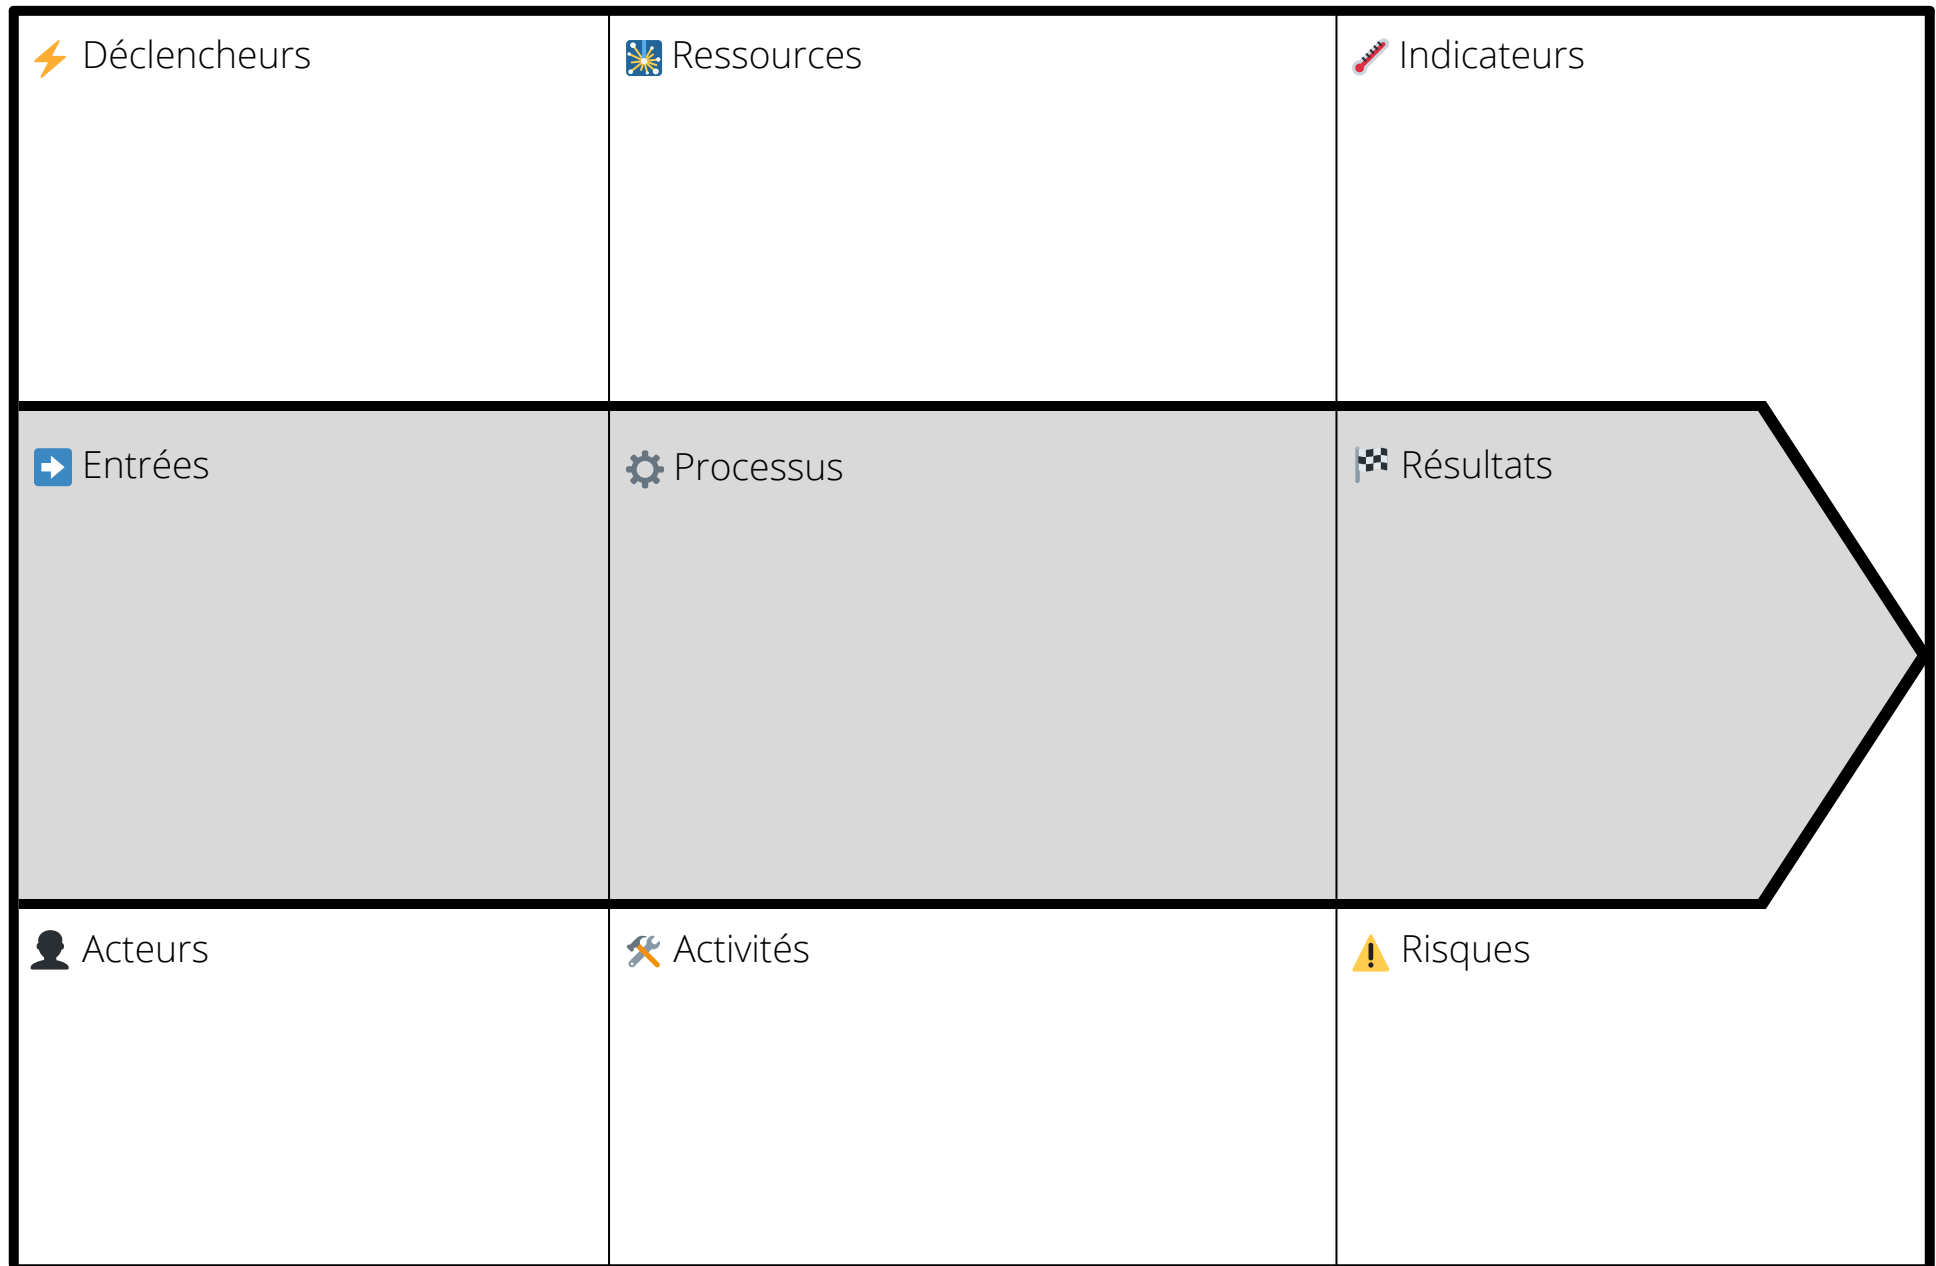 Déclencheurs
Ressources
Indicateurs
Entrées
Processus
Résultats
Acteurs
Activités
Risques